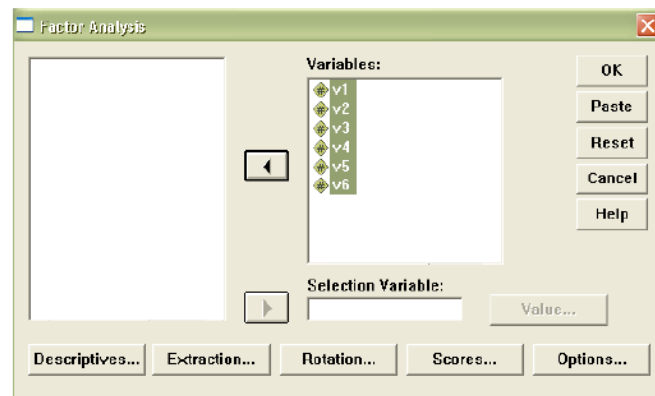 Factor Analysis
Variables:
v1
v2
v3
v4
v5
v6
OK
Paste
Reset
Cancel
Help
Selection Variable:
Value...
Descriptives... Extraction... Rotation... Scores... Options...